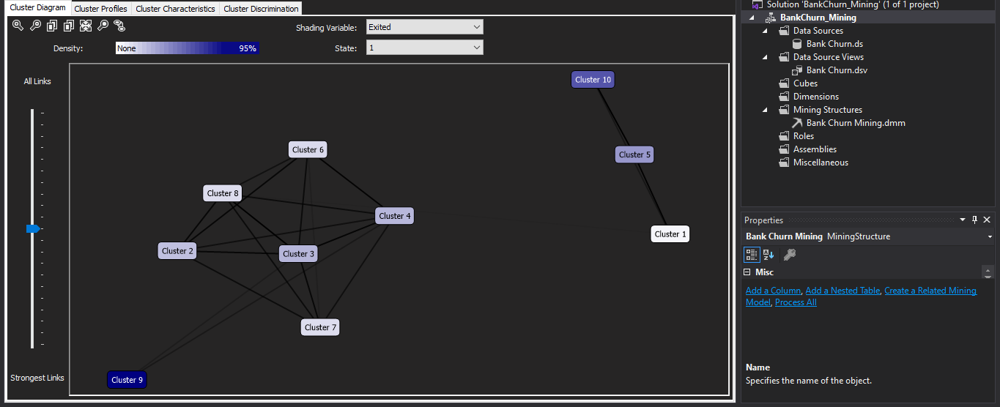 Cluster Diagram Cluster Profiles Cluster Characteristics Cluster Discrimination
Shading Variable: Exited
Density: None 95% State: 1
All Links
Strongest Links
Cluster 10
Cluster 6
Cluster 5
Cluster 8
Cluster 4
Cluster 1
Cluster 2
Cluster 3
Cluster 7
Cluster 9
Solution 'BankChurn_Mining' (1 of 1 project)
BankChurn_Mining
Data Sources
Bank Churn.ds
Data Source Views
Bank Churn.dsv
Cubes
Dimensions
Mining Structures
Bank Churn Mining.dmm
Roles
Assemblies
Miscellaneous
Properties
Bank Churn Mining MiningStructure
Misc
Add a Column, Add a Nested Table, Create a Related Mining
Model, Process All
Name
Specifies the name of the object.